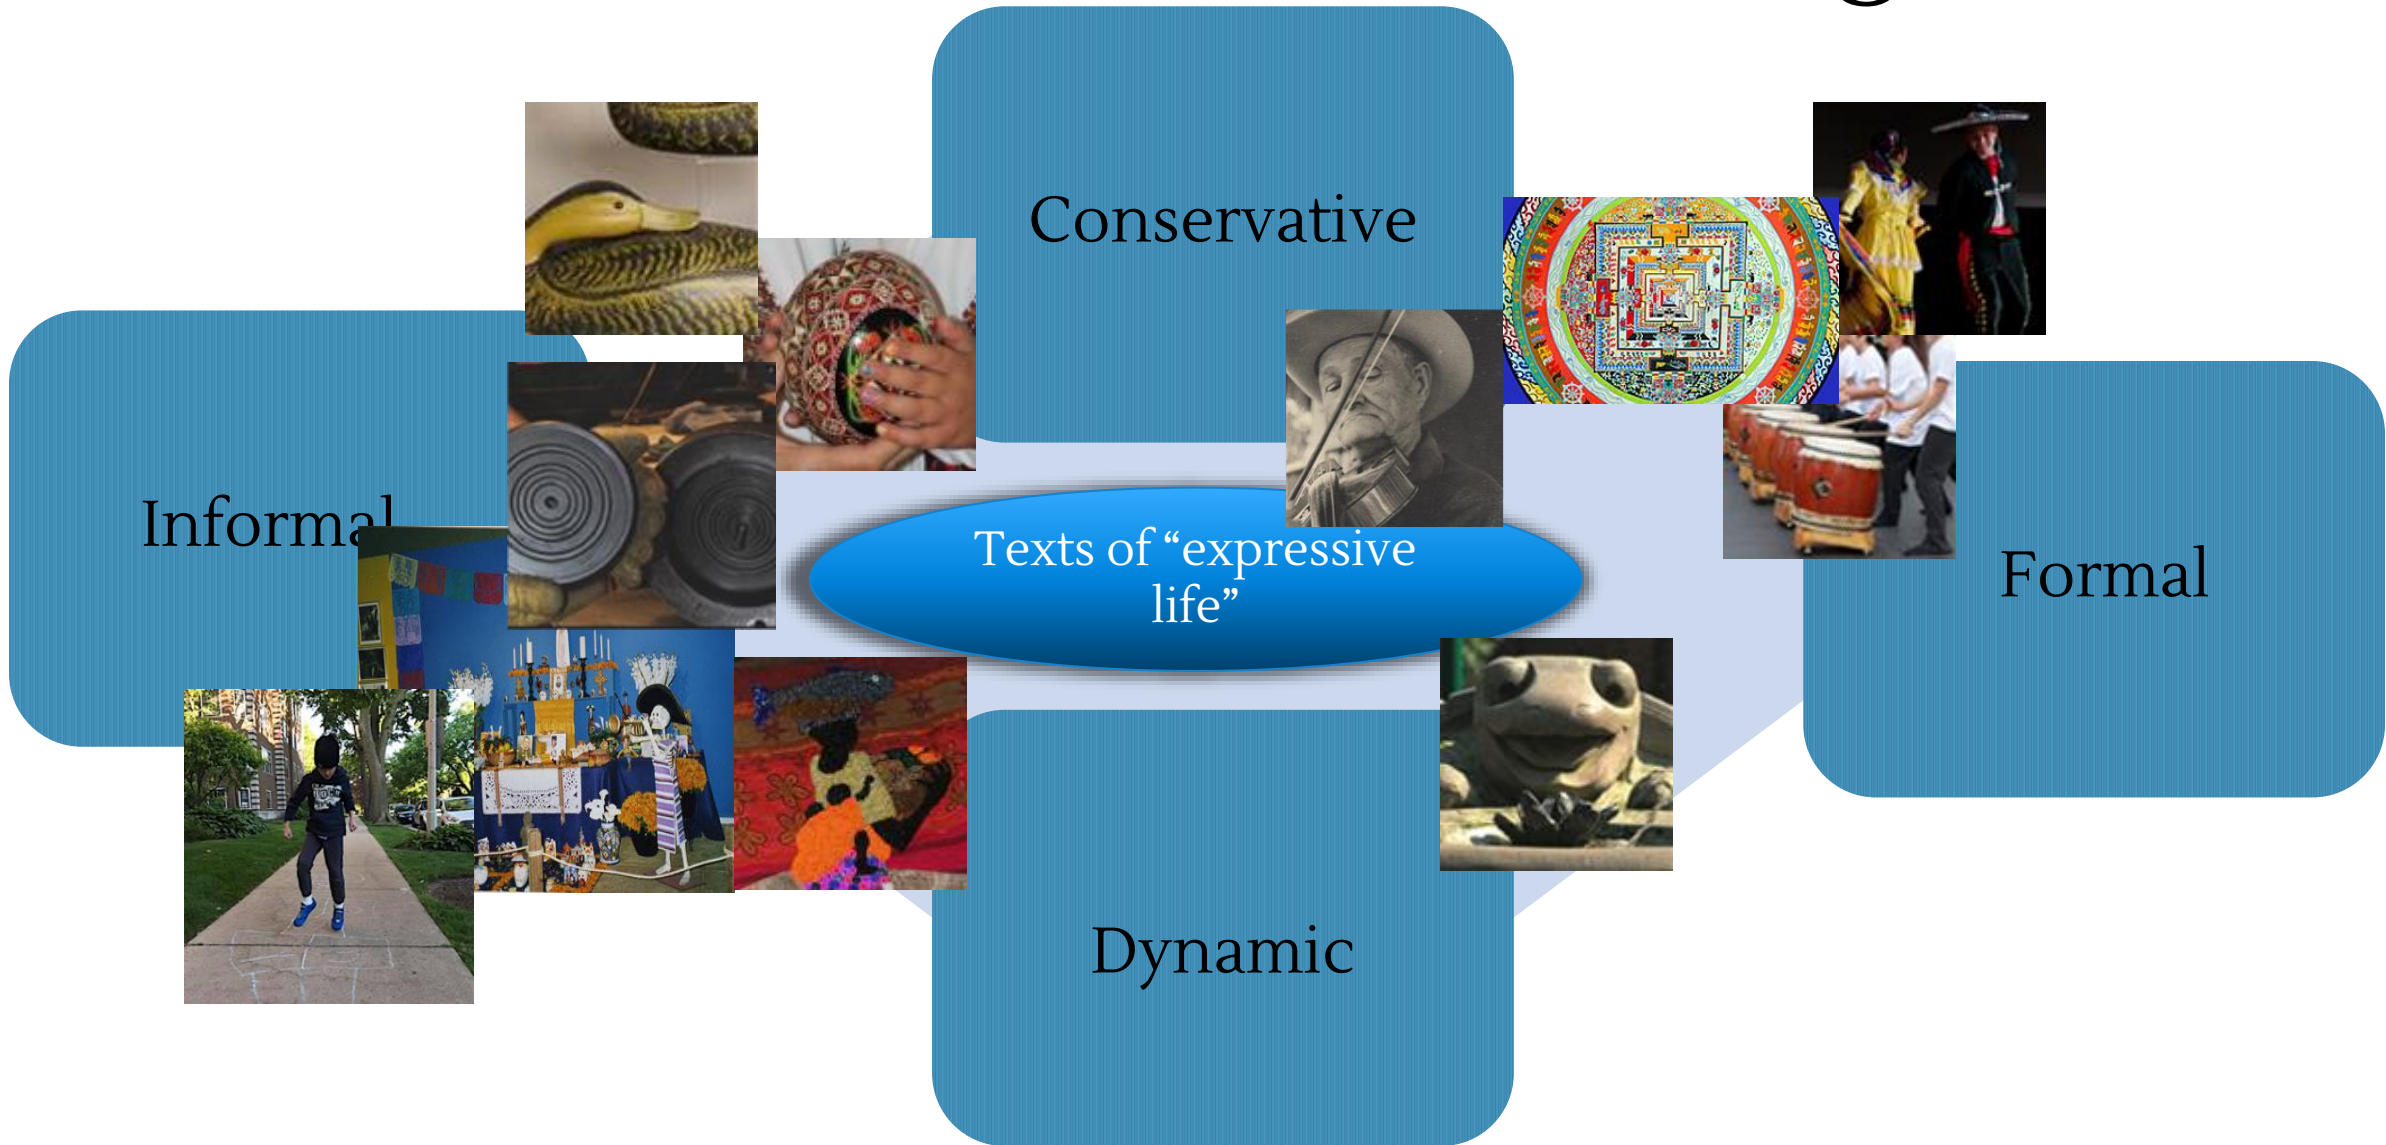 Conservative
Informal
Texts of “expressive
life”
Formal
Dynamic